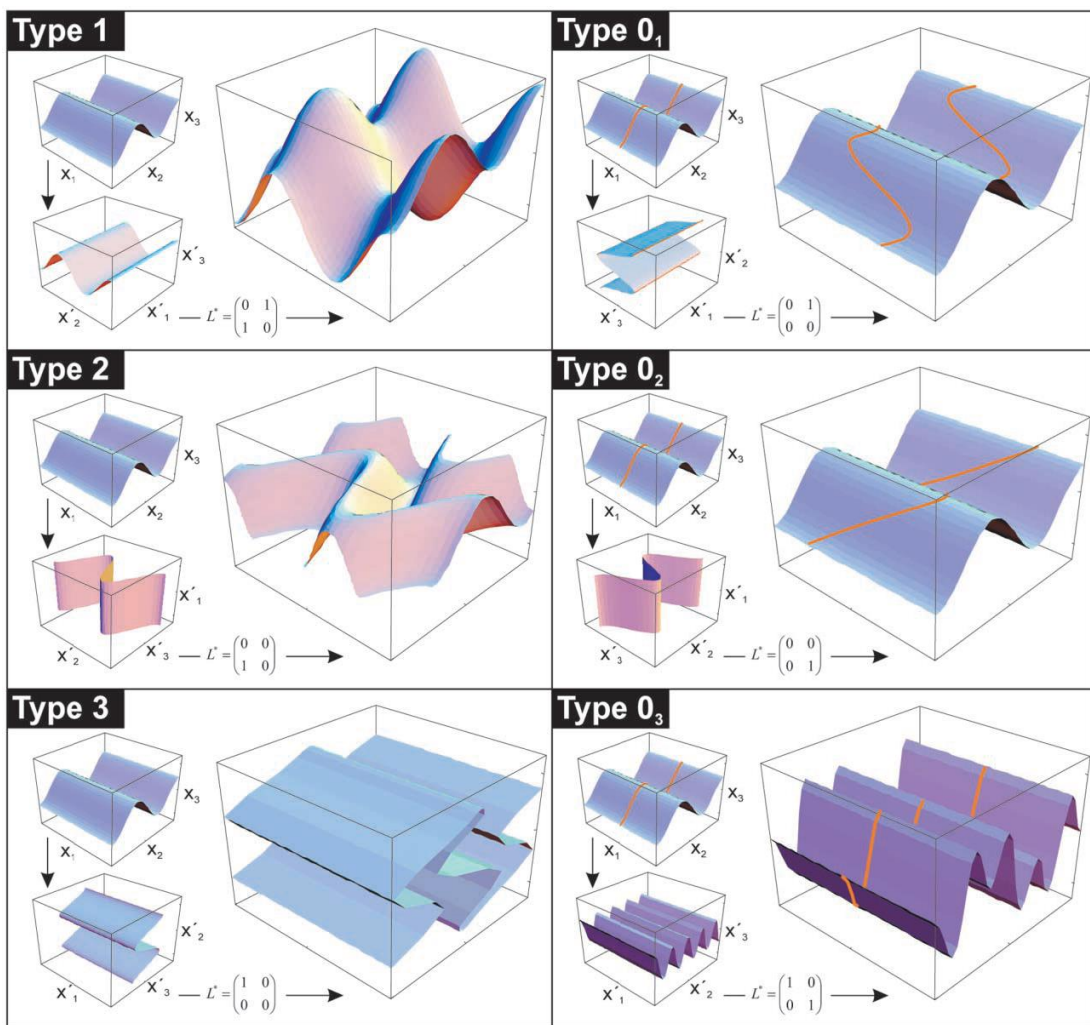 Type 1
x₃
x₁
x₂
x′₃
x′₂
x′₁
L* = (0 1
1 0)
Type 0₁
x₃
x₁
x₂
x′₂
x′₃
x′₁
L* = (0 1
0 0)
Type 2
x₃
x₁
x₂
x′₁
x′₂
x′₃
L* = (0 0
1 0)
Type 0₂
x₃
x₁
x₂
x′₁
x′₃
x′₂
L* = (0 0
0 1)
Type 3
x₃
x₁
x₂
x′₂
x′₁
x′₃
L* = (1 0
0 0)
Type 0₃
x₃
x₁
x₂
x′₃
x′₁
x′₂
L* = (1 0
0 1)